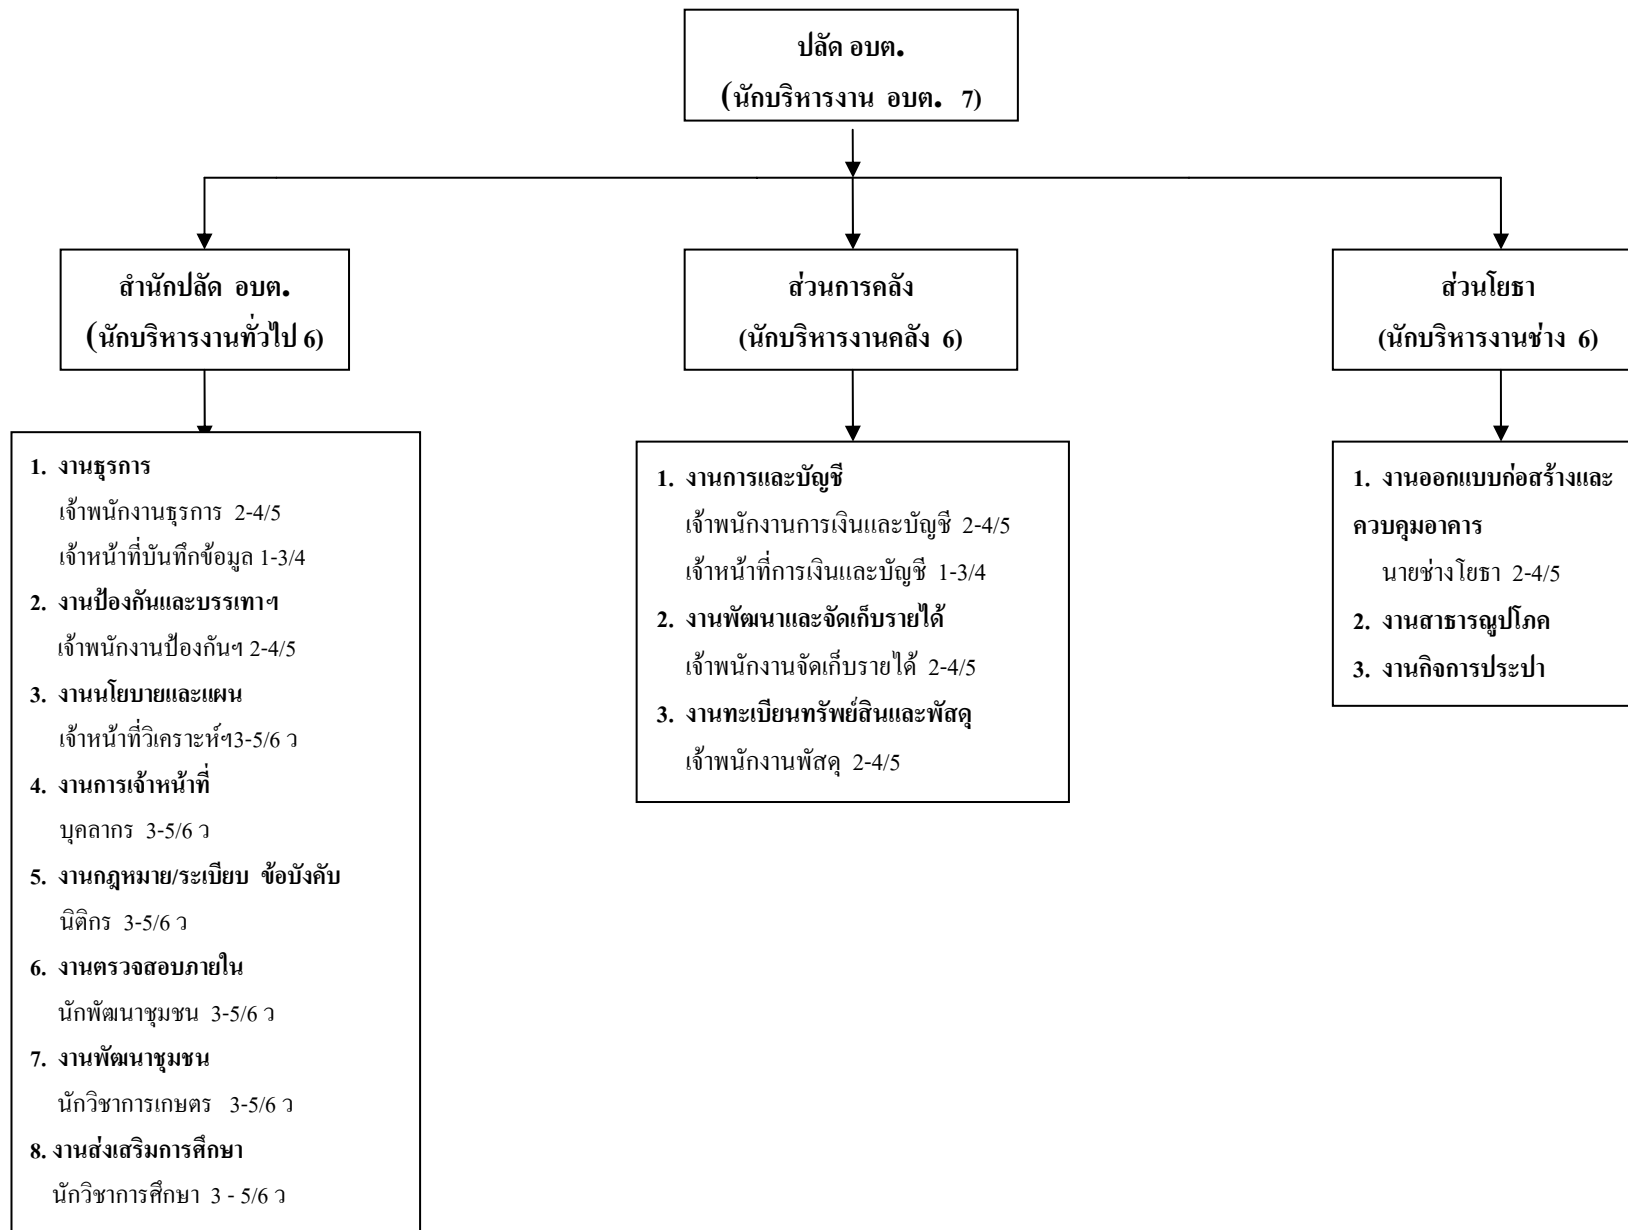 ปลัด อบต.
(นักบริหารงาน อบต. 7)
สำนักปลัด อบต.
(นักบริหารงานทั่วไป 6)
ส่วนการคลัง
(นักบริหารงานคลัง 6)
ส่วนโยธา
(นักบริหารงานช่าง 6)
1. งานธุรการ
เจ้าพนักงานธุรการ 2-4/5
เจ้าหน้าที่บันทึกข้อมูล 1-3/4
2. งานป้องกันและบรรเทาฯ
เจ้าพนักงานป้องกันฯ 2-4/5
3. งานนโยบายและแผน
เจ้าหน้าที่วิเคราะห์ฯ3-5/6 ว
4. งานการเจ้าหน้าที่
บุคลากร 3-5/6 ว
5. งานกฎหมาย/ระเบียบ ข้อบังคับ
นิติกร 3-5/6 ว
6. งานตรวจสอบภายใน
นักพัฒนาชุมชน 3-5/6 ว
7. งานพัฒนาชุมชน
นักวิชาการเกษตร 3-5/6 ว
8. งานส่งเสริมการศึกษา
นักวิชาการศึกษา 3 - 5/6 ว
1. งานการและบัญชี
เจ้าพนักงานการเงินและบัญชี 2-4/5
เจ้าหน้าที่การเงินและบัญชี 1-3/4
2. งานพัฒนาและจัดเก็บรายได้
เจ้าพนักงานจัดเก็บรายได้ 2-4/5
3. งานทะเบียนทรัพย์สินและพัสดุ
เจ้าพนักงานพัสดุ 2-4/5
1. งานออกแบบก่อสร้างและ
ควบคุมอาคาร
นายช่างโยธา 2-4/5
2. งานสาธารณูปโภค
3. งานกิจการประปา